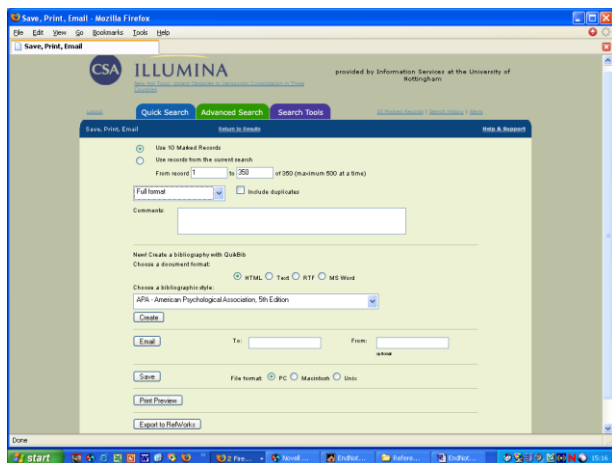 Save, Print, Email - Mozilla Firefox
File Edit View Go Bookmarks Tools Help
Save, Print, Email
CSA ILLUMINA
provided by Information Services at the University of
Nottingham
Quick Search Advanced Search Tools
Save, Print, Email Return to Results Help & Support
Use 10 Marked Records
Use records from the current search
From record 1 to 350 of 350 (maximum 500 at a time)
Full format Include duplicates
Comments:
New! Create a bibliography with QuikBib
Choose a document format:
HTML Text RTF MS Word
Choose a bibliographic style:
APA - American Psychological Association, 5th Edition
Create
Email To: From:
optional
Save File format: PC Macintosh Unix
Print Preview
Export to RefWorks
Done
start 2 Fire... Novell ... EndNot... Refere... EndNot... 15:16